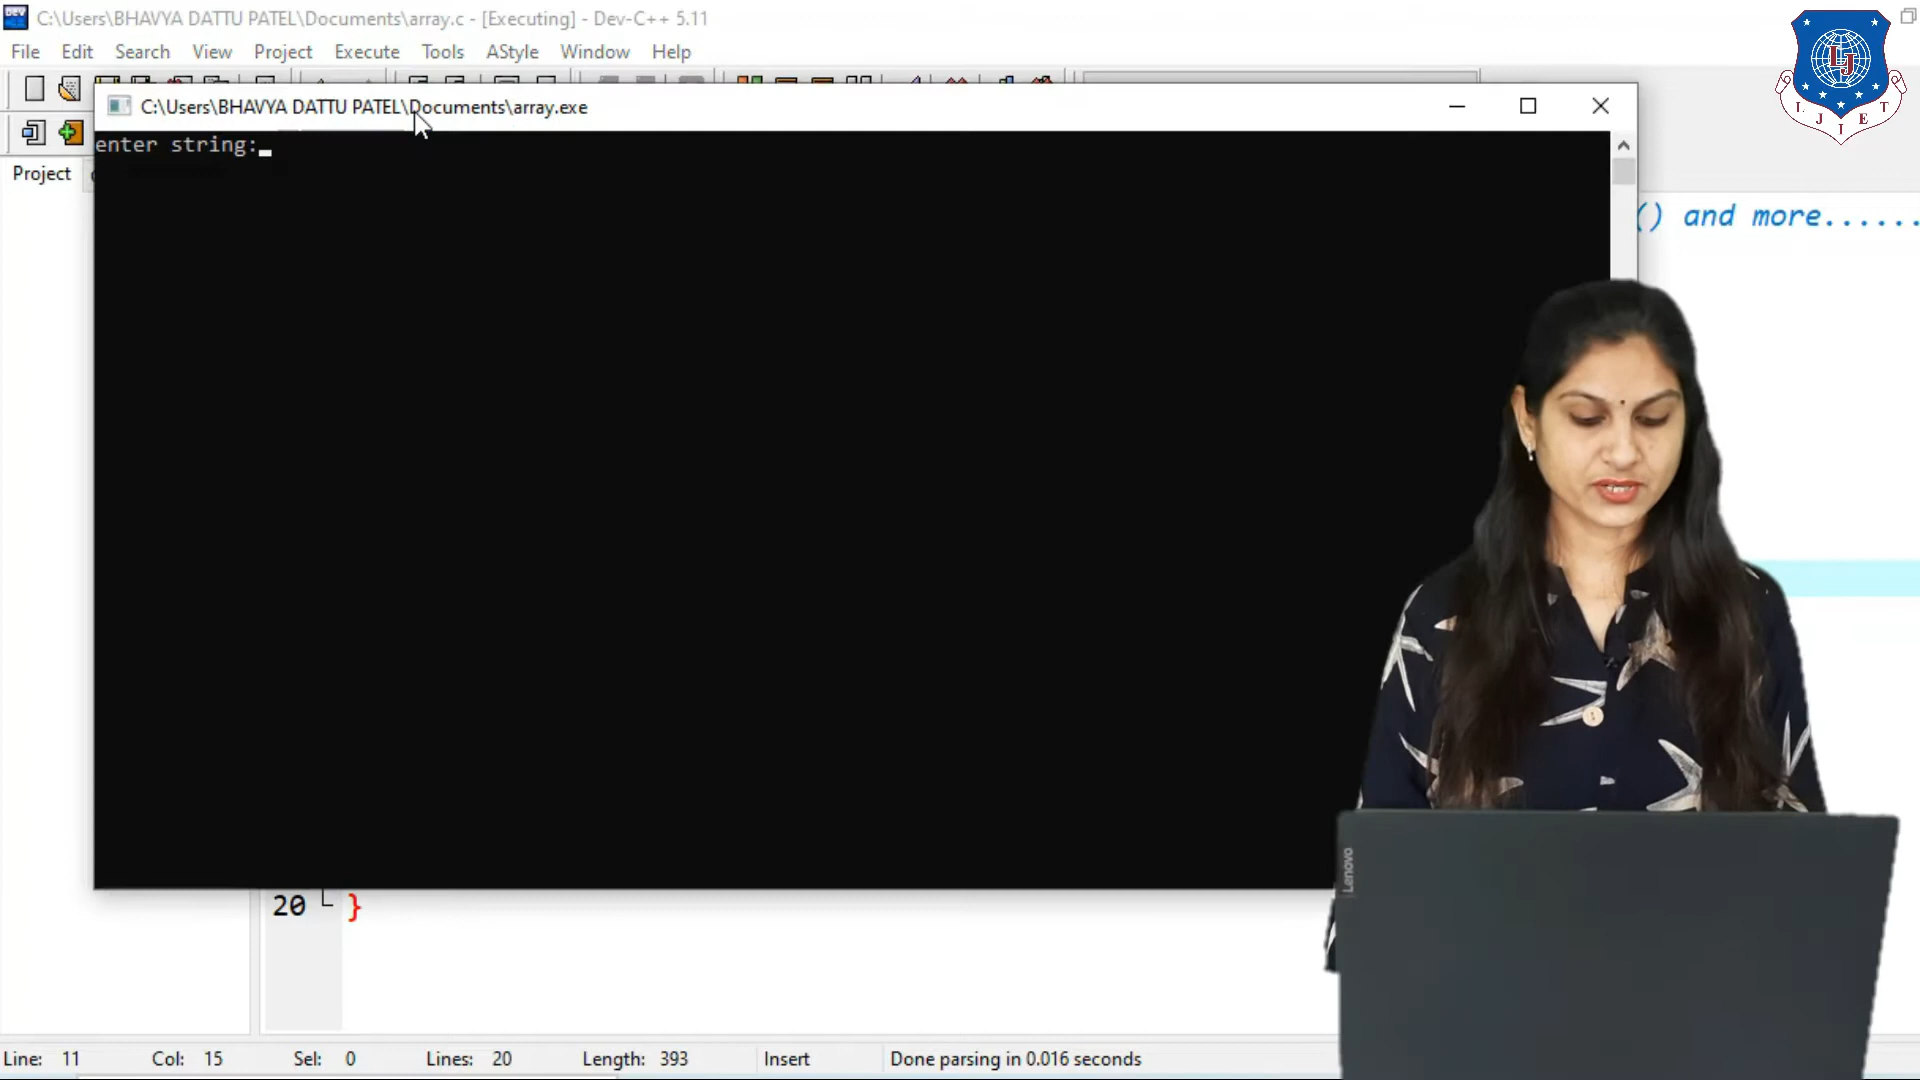 C:\Users\BHAVYA DATTU PATEL\Documents\array.c - [Executing] - Dev-C++ 5.11
File Edit Search View Project Execute Tools AStyle Window Help
C:\Users\BHAVYA DATTU PATEL\Documents\array.exe
enter string:
Project
() and more......
20 }
Line: 11 Col: 15 Sel: 0 Lines: 20 Length: 393 Insert Done parsing in 0.016 seconds
DEV
LJ
L J I E T
Lenovo